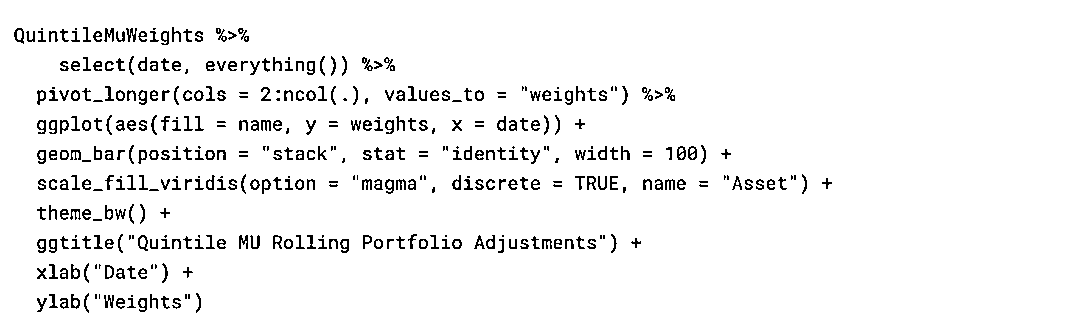 QuintileMuWeights %>%
select(date, everything()) %>%
pivot_longer(cols = 2:ncol(.), values_to = "weights") %>%
ggplot(aes(fill = name, y = weights, x = date)) +
geom_bar(position = "stack", stat = "identity", width = 100) +
scale_fill_viridis(option = "magma", discrete = TRUE, name = "Asset") +
theme_bw() +
ggtitle("Quintile MU Rolling Portfolio Adjustments") +
xlab("Date") +
ylab("Weights")